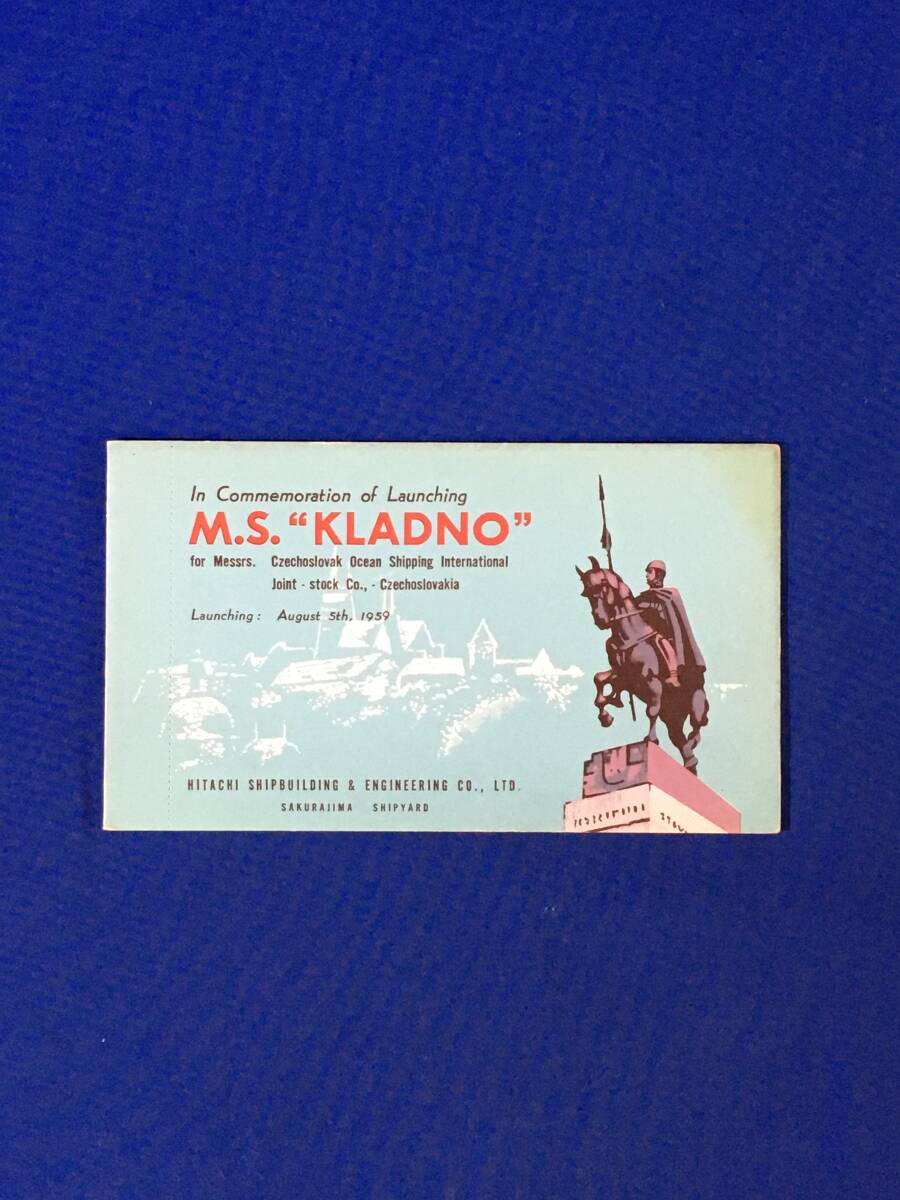 In Commemoration of Launching
M.S. “KLADNO”
for Messrs. Czechoslovak Ocean Shipping International
Joint - stock Co., - Czechoslovakia
Launching: August 5th, 1959
HITACHI SHIPBUILDING & ENGINEERING CO., LTD.
SAKURAJIMA SHIPYARD